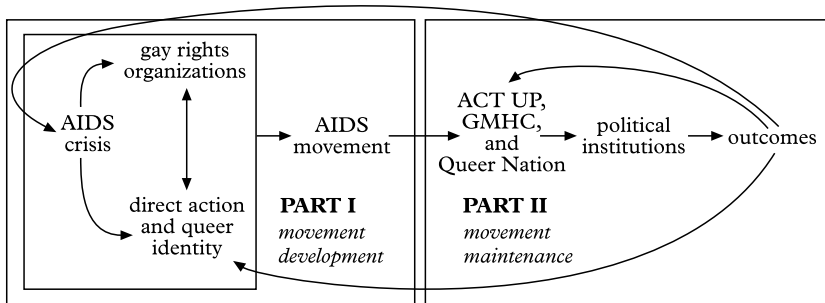 gay rights
organizations
AIDS
crisis
direct action
and queer
identity
AIDS
movement
PART I
movement
development
ACT UP,
GMHC,
and
Queer Nation
political
institutions
outcomes
PART II
movement
maintenance